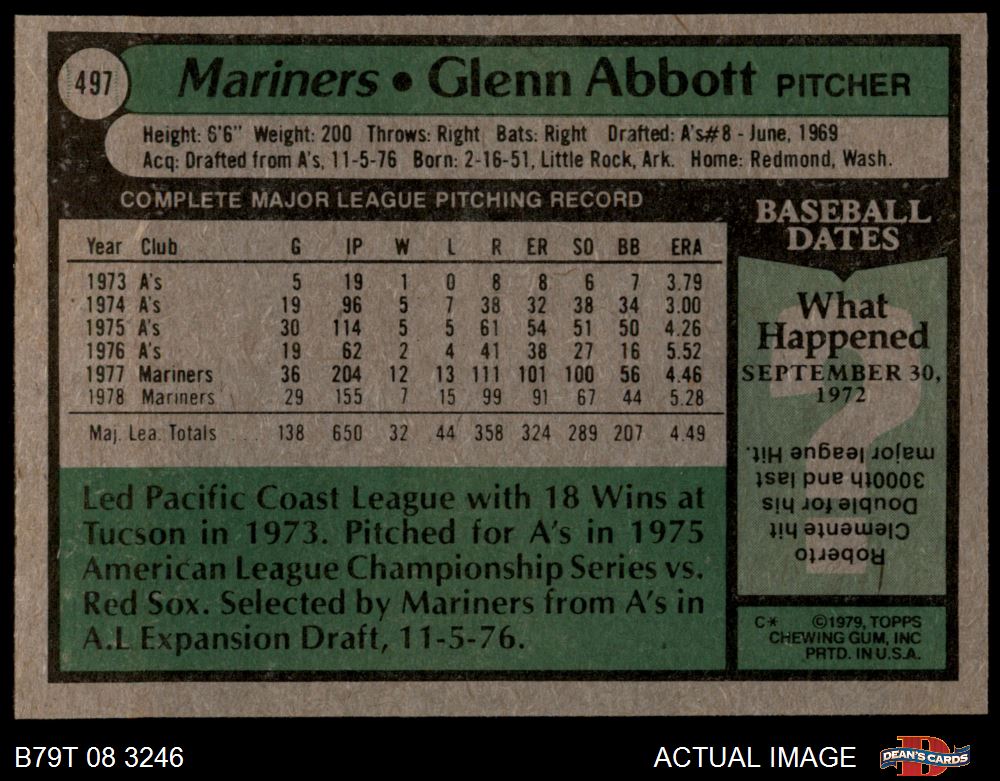 497
Mariners • Glenn Abbott PITCHER
Height: 6'6" Weight: 200 Throws: Right Bats: Right Drafted: A's#8 - June, 1969
Acq: Drafted from A's, 11-5-76 Born: 2-16-51, Little Rock, Ark. Home: Redmond, Wash.
COMPLETE MAJOR LEAGUE PITCHING RECORD
Year Club G IP W L R ER SO BB ERA
1973 A's 5 19 1 0 8 8 6 7 3.79
1974 A's 19 96 5 7 38 32 38 34 3.00
1975 A's 30 114 5 5 61 54 51 50 4.26
1976 A's 19 62 2 4 41 38 27 16 5.52
1977 Mariners 36 204 12 13 111 101 100 56 4.46
1978 Mariners 29 155 7 15 99 91 67 44 5.28
Maj. Lea. Totals 138 650 32 44 358 324 289 207 4.49
Led Pacific Coast League with 18 Wins at
Tucson in 1973. Pitched for A's in 1975
American League Championship Series vs.
Red Sox. Selected by Mariners from A's in
A.L Expansion Draft, 11-5-76.
BASEBALL
DATES
What
Happened
SEPTEMBER 30,
1972
Roberto
Clemente hit
Double for his
3000th and last
major league Hit.
C* ©1979, TOPPS
CHEWING GUM, INC
PRTD. IN U.S.A.
B79T 08 3246
ACTUAL IMAGE
DEAN'S CARDS